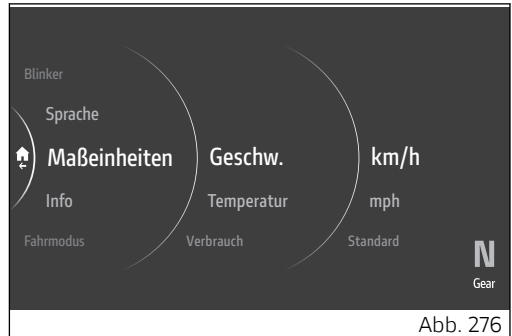 Blinker
Sprache
Maßeinheiten Geschw. km/h
Info Temperatur mph
Fahrmodus Verbrauch Standard
N
Gear
Abb. 276